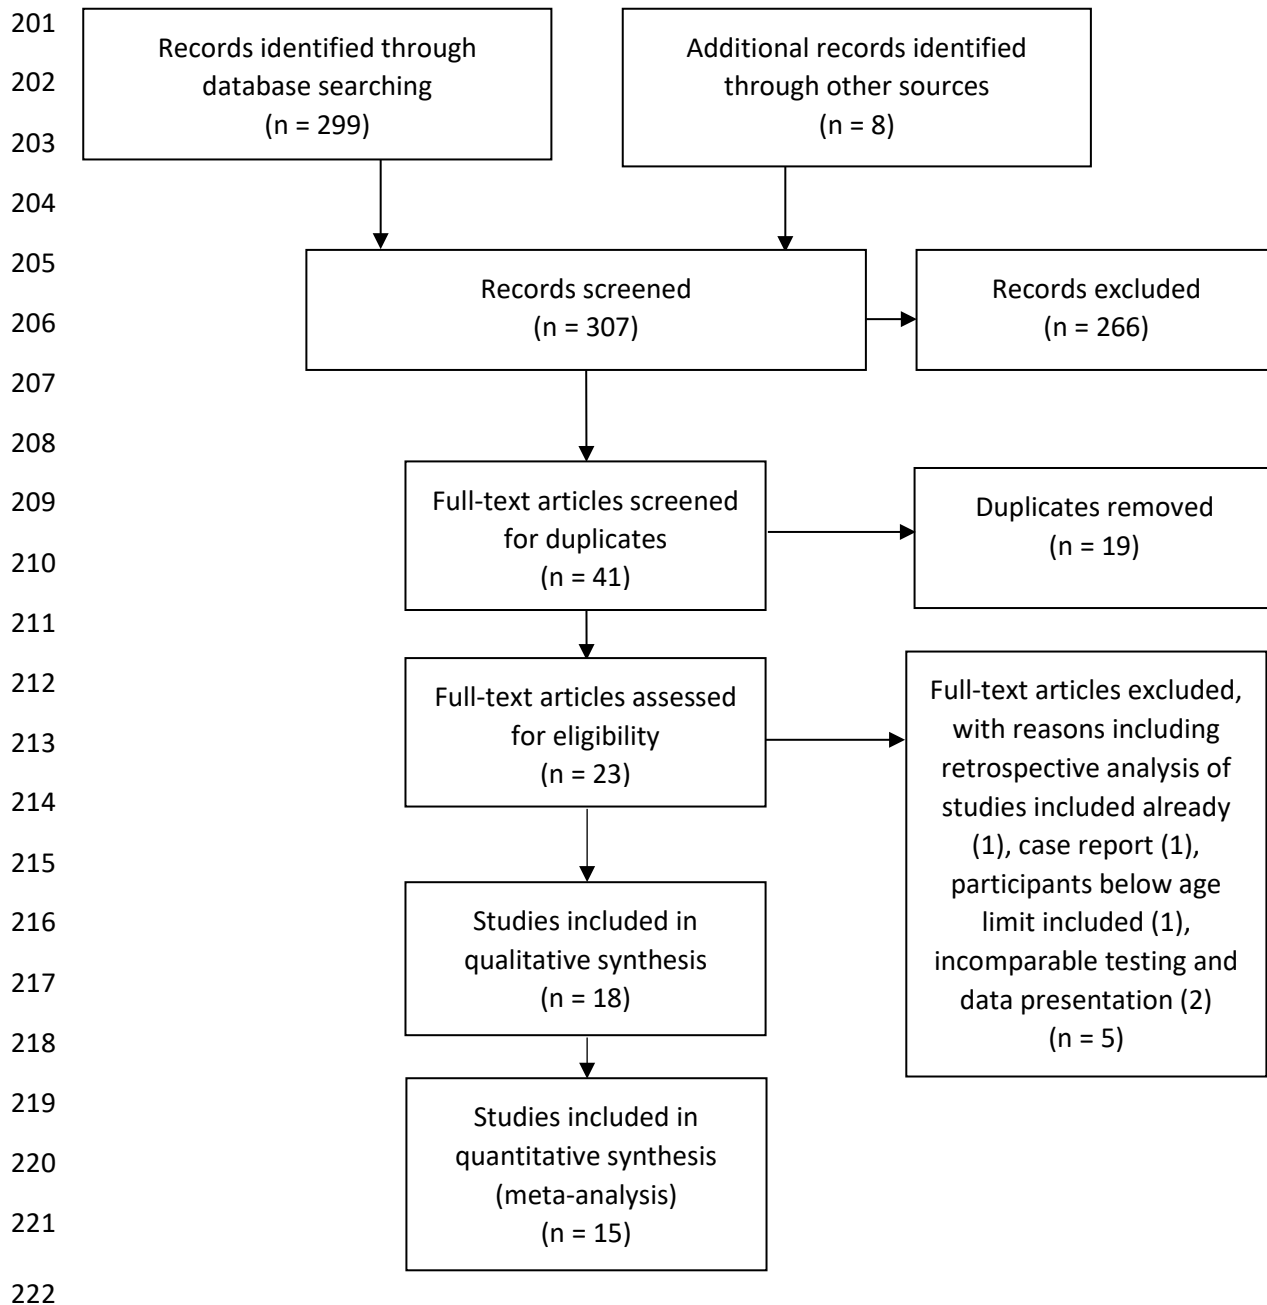 201
Records identified through
database searching
(n = 299)
Additional records identified
through other sources
(n = 8)
202
203
204
205
Records screened
(n = 307)
Records excluded
(n = 266)
206
207
208
209
Full-text articles screened
for duplicates
(n = 41)
Duplicates removed
(n = 19)
210
211
212
Full-text articles assessed
for eligibility
(n = 23)
Full-text articles excluded,
with reasons including
retrospective analysis of
studies included already
(1), case report (1),
participants below age
limit included (1),
incomparable testing and
data presentation (2)
(n = 5)
213
214
215
216
Studies included in
qualitative synthesis
(n = 18)
217
218
219
Studies included in
quantitative synthesis
(meta-analysis)
(n = 15)
220
221
222